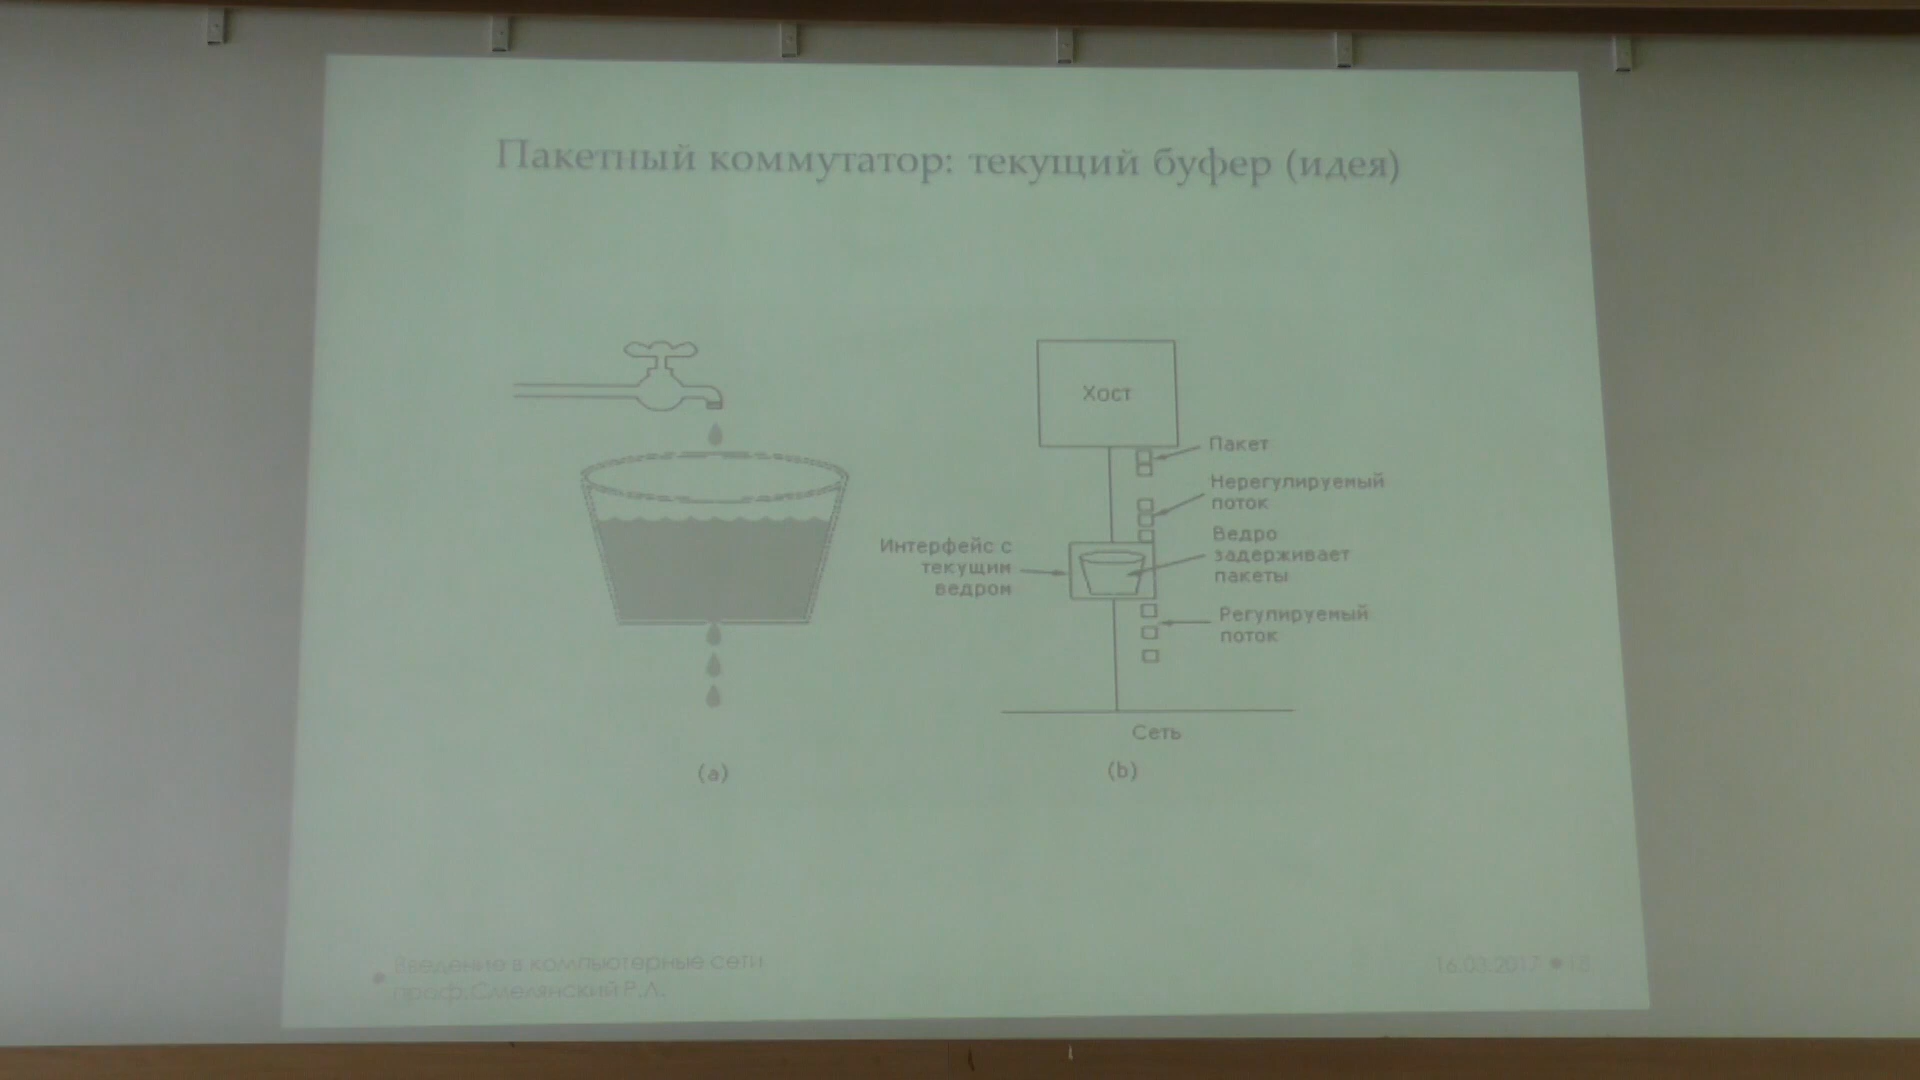 Пакетный коммутатор: текущий буфер (идея)
Хост
Пакет
Нерегулируемый
поток
Ведро
задерживает
пакеты
Интерфейс с
текущим
ведром
Регулируемый
поток
Сеть
(a)
(b)
Введение в компьютерные сети
проф.Смелянский Р.Л.
16.03.2017 • 18